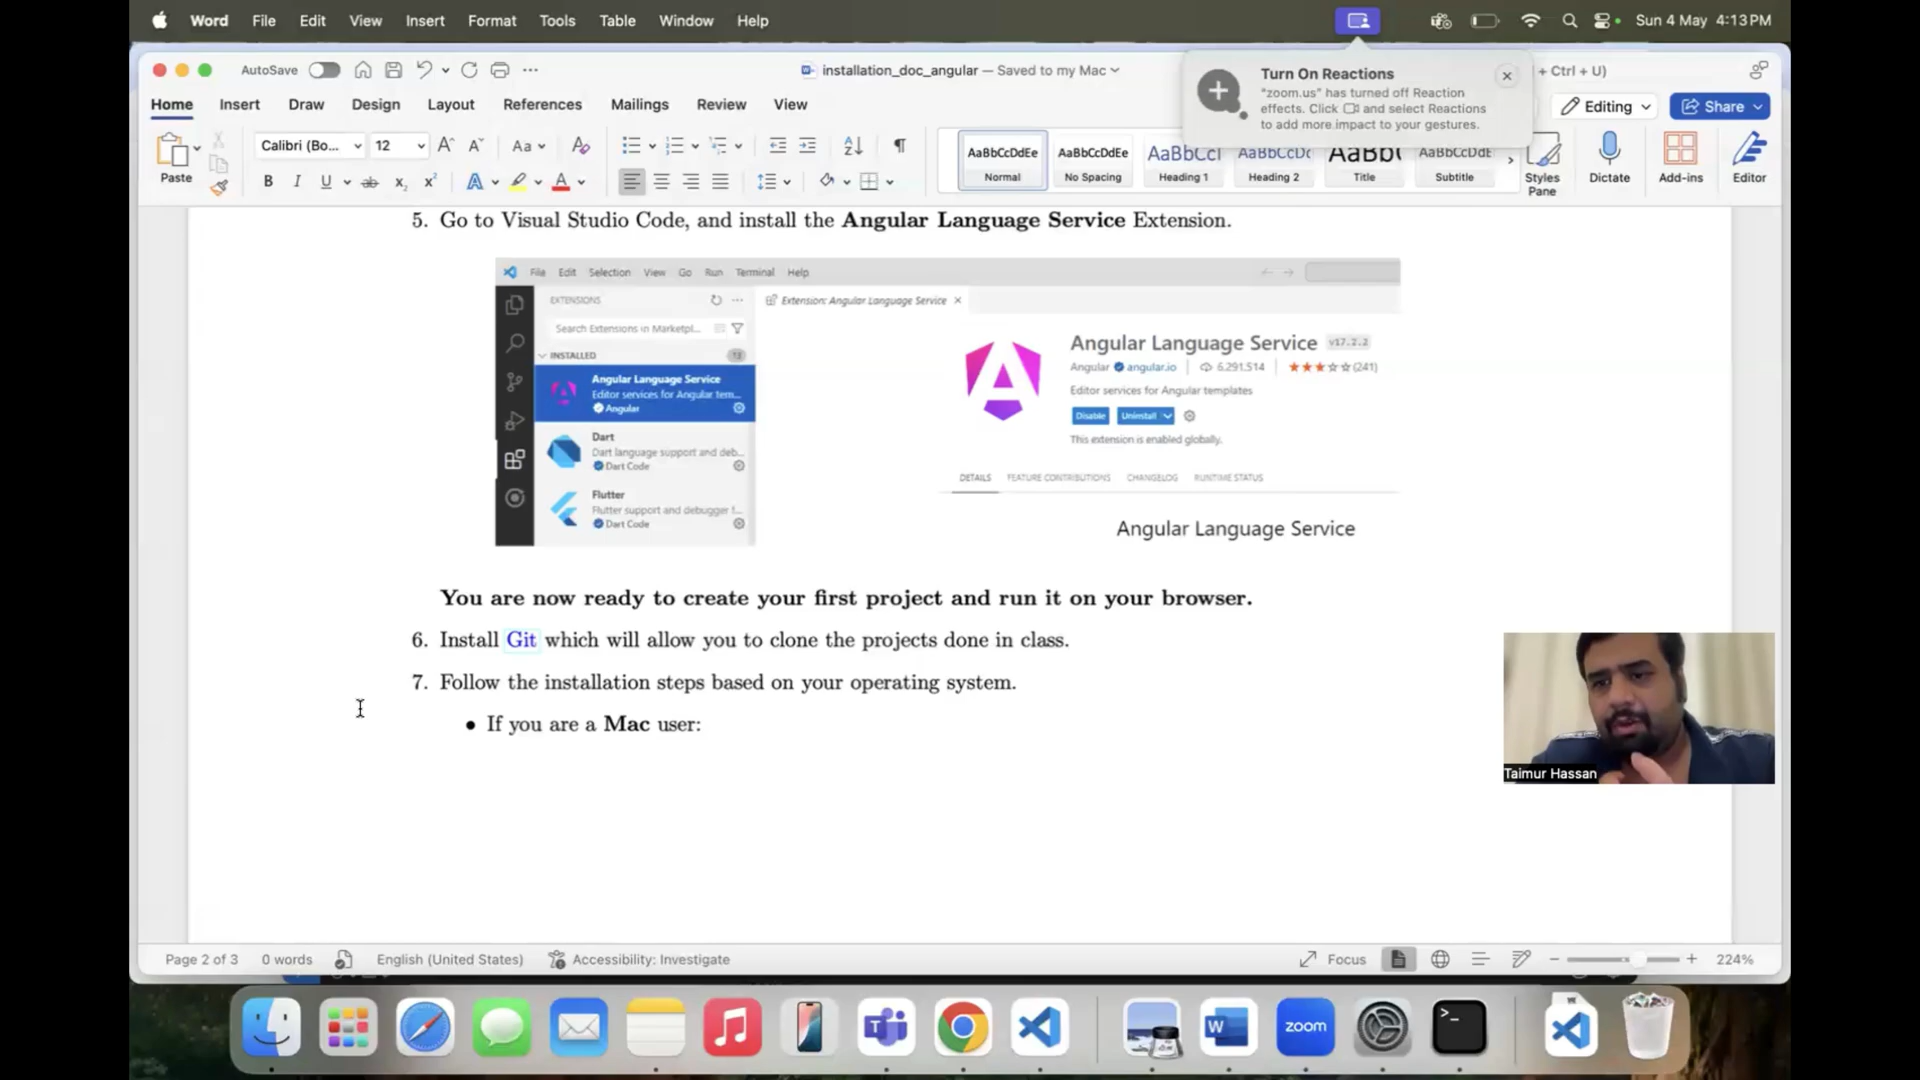 Word File Edit View Insert Format Tools Table Window Help
Sun 4 May 4:13 PM
AutoSave
installation_doc_angular — Saved to my Mac
+ Ctrl + U)
Turn On Reactions
"zoom.us" has turned off Reaction
effects. Click and select Reactions
to add more impact to your gestures.
Home Insert Draw Design Layout References Mailings Review View
Editing Share
Paste
Calibri (Bo... 12
AaBbCcDdEe
Normal
AaBbCcDdEe
No Spacing
AaBbCcI
Heading 1
AaBbCcDc
Heading 2
AaBb(
Title
AaBbCcDdE
Subtitle
Styles
Pane
Dictate
Add-ins
Editor
5. Go to Visual Studio Code, and install the Angular Language Service Extension.
File Edit Selection View Go Run Terminal Help
EXTENSIONS
Extension: Angular Language Service
Search Extensions in Marketpl...
INSTALLED 13
Angular Language Service
Editor services for Angular tem...
Angular
Dart
Dart language support and deb...
Dart Code
Flutter
Flutter support and debugger f...
Dart Code
Angular Language Service v17.2.2
Angular angular.io 6,291,514 (241)
Editor services for Angular templates
Disable Uninstall
This extension is enabled globally.
DETAILS FEATURE CONTRIBUTIONS CHANGELOG RUNTIME STATUS
Angular Language Service
You are now ready to create your first project and run it on your browser.
6. Install Git which will allow you to clone the projects done in class.
7. Follow the installation steps based on your operating system.
• If you are a Mac user:
Taimur Hassan
Page 2 of 3 0 words English (United States) Accessibility: Investigate
Focus 224%
zoom